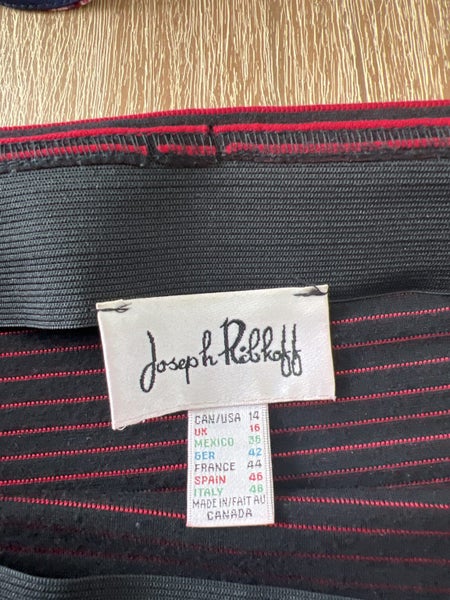 Joseph Ribkoff
CAN/USA 14
UK 16
MEXICO 36
GER 42
FRANCE 44
SPAIN 46
ITALY 48
MADE IN/FAIT AU
CANADA